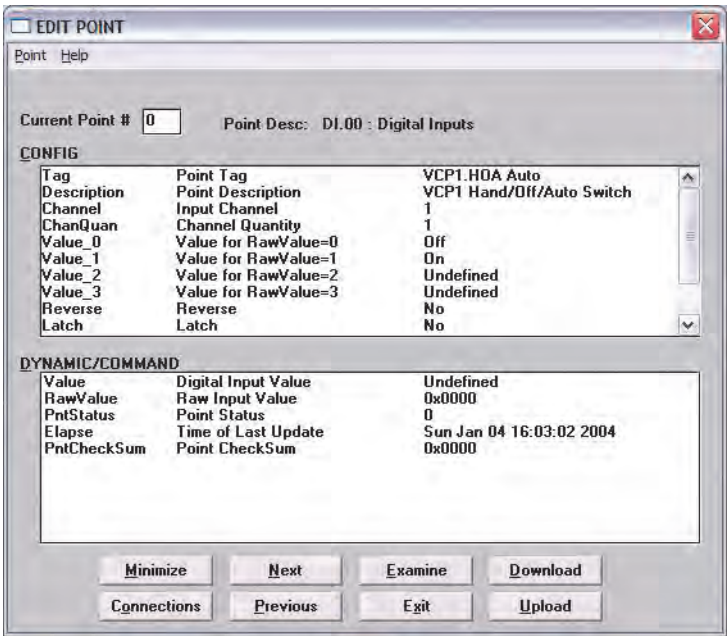 EDIT POINT
Point Help
Current Point # 0 Point Desc: DI.00 : Digital Inputs
CONFIG
Tag Point Tag VCP1.HOA Auto
Description Point Description VCP1 Hand/Off/Auto Switch
Channel Input Channel 1
ChanQuan Channel Quantity 1
Value_0 Value for RawValue=0 Off
Value_1 Value for RawValue=1 On
Value_2 Value for RawValue=2 Undefined
Value_3 Value for RawValue=3 Undefined
Reverse Reverse No
Latch Latch No
DYNAMIC/COMMAND
Value Digital Input Value Undefined
RawValue Raw Input Value 0x0000
PntStatus Point Status 0
Elapse Time of Last Update Sun Jan 04 16:03:02 2004
PntCheckSum Point CheckSum 0x0000
Minimize Next Examine Download
Connections Previous Exit Upload